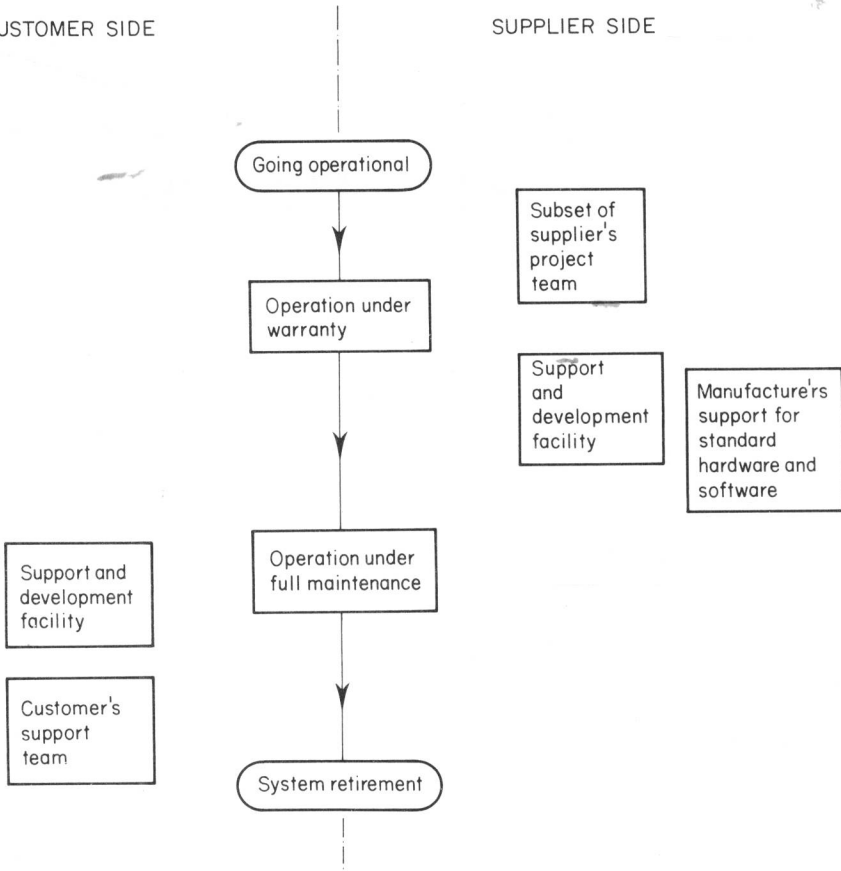 USTOMER SIDE
SUPPLIER SIDE
Going operational
Subset of
supplier's
project
team
Operation under
warranty
Support
and
development
facility
Manufacture'rs
support for
standard
hardware and
software
Operation under
full maintenance
Support and
development
facility
Customer's
support
team
System retirement